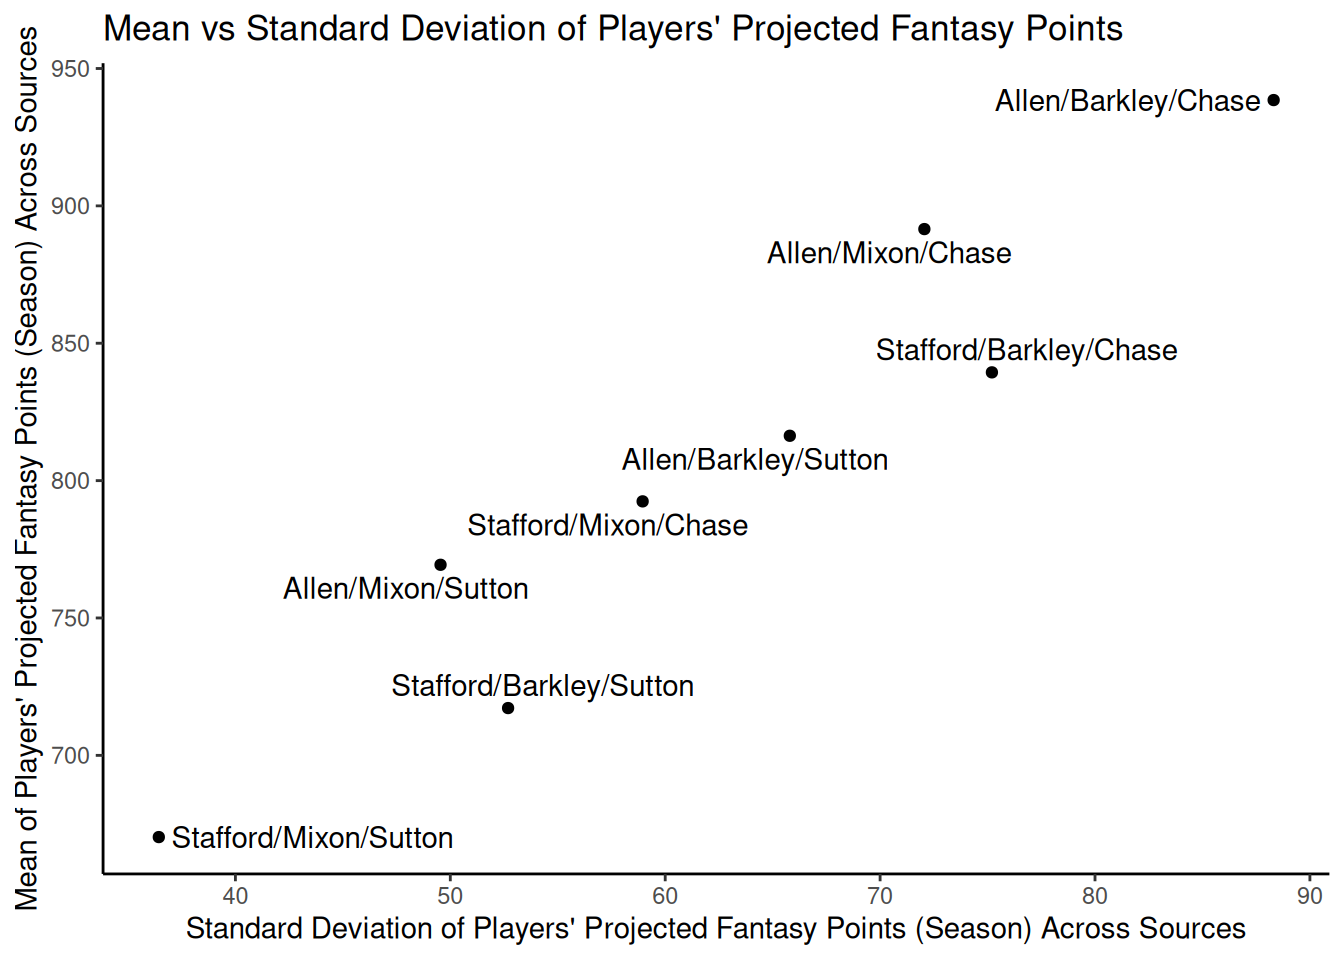 Mean vs Standard Deviation of Players' Projected Fantasy Points
Mean of Players' Projected Fantasy Points (Season) Across Sources
950
900
850
800
750
700
Allen/Barkley/Chase
Allen/Mixon/Chase
Stafford/Barkley/Chase
Allen/Barkley/Sutton
Stafford/Mixon/Chase
Allen/Mixon/Sutton
Stafford/Barkley/Sutton
Stafford/Mixon/Sutton
40 50 60 70 80 90
Standard Deviation of Players' Projected Fantasy Points (Season) Across Sources